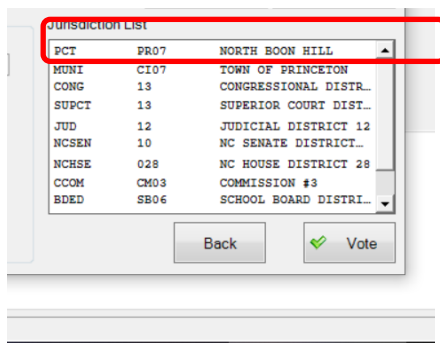 Jurisdiction List
PCT PR07 NORTH BOON HILL
MUNI CI07 TOWN OF PRINCETON
CONG 13 CONGRESSIONAL DISTR...
SUPCT 13 SUPERIOR COURT DIST...
JUD 12 JUDICIAL DISTRICT 12
NCSEN 10 NC SENATE DISTRICT...
NCHSE 028 NC HOUSE DISTRICT 28
CCOM CM03 COMMISSION #3
BDED SB06 SCHOOL BOARD DISTRI...
Back Vote